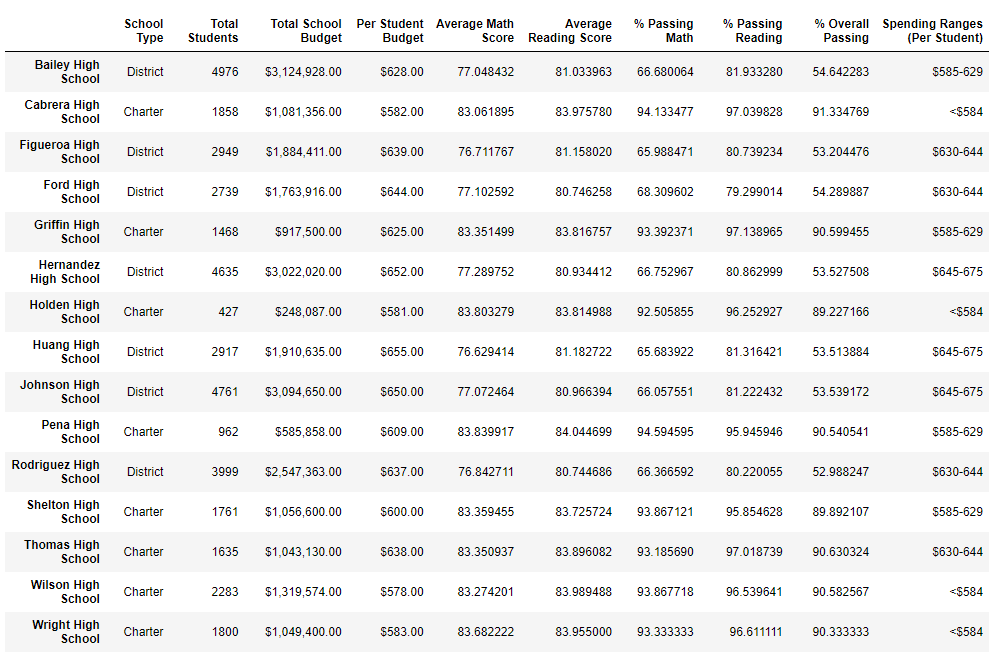 School Type Total Students Total School Budget Per Student Budget Average Math Score Average Reading Score % Passing Math % Passing Reading % Overall Passing Spending Ranges (Per Student)
Bailey High School District 4976 $3,124,928.00 $628.00 77.048432 81.033963 66.680064 81.933280 54.642283 $585-629
Cabrera High School Charter 1858 $1,081,356.00 $582.00 83.061895 83.975780 94.133477 97.039828 91.334769 <$584
Figueroa High School District 2949 $1,884,411.00 $639.00 76.711767 81.158020 65.988471 80.739234 53.204476 $630-644
Ford High School District 2739 $1,763,916.00 $644.00 77.102592 80.746258 68.309602 79.299014 54.289887 $630-644
Griffin High School Charter 1468 $917,500.00 $625.00 83.351499 83.816757 93.392371 97.138965 90.599455 $585-629
Hernandez High School District 4635 $3,022,020.00 $652.00 77.289752 80.934412 66.752967 80.862999 53.527508 $645-675
Holden High School Charter 427 $248,087.00 $581.00 83.803279 83.814988 92.505855 96.252927 89.227166 <$584
Huang High School District 2917 $1,910,635.00 $655.00 76.629414 81.182722 65.683922 81.316421 53.513884 $645-675
Johnson High School District 4761 $3,094,650.00 $650.00 77.072464 80.966394 66.057551 81.222432 53.539172 $645-675
Pena High School Charter 962 $585,858.00 $609.00 83.839917 84.044699 94.594595 95.945946 90.540541 $585-629
Rodriguez High School District 3999 $2,547,363.00 $637.00 76.842711 80.744686 66.366592 80.220055 52.988247 $630-644
Shelton High School Charter 1761 $1,056,600.00 $600.00 83.359455 83.725724 93.867121 95.854628 89.892107 $585-629
Thomas High School Charter 1635 $1,043,130.00 $638.00 83.350937 83.896082 93.185690 97.018739 90.630324 $630-644
Wilson High School Charter 2283 $1,319,574.00 $578.00 83.274201 83.989488 93.867718 96.539641 90.582567 <$584
Wright High School Charter 1800 $1,049,400.00 $583.00 83.682222 83.955000 93.333333 96.611111 90.333333 <$584